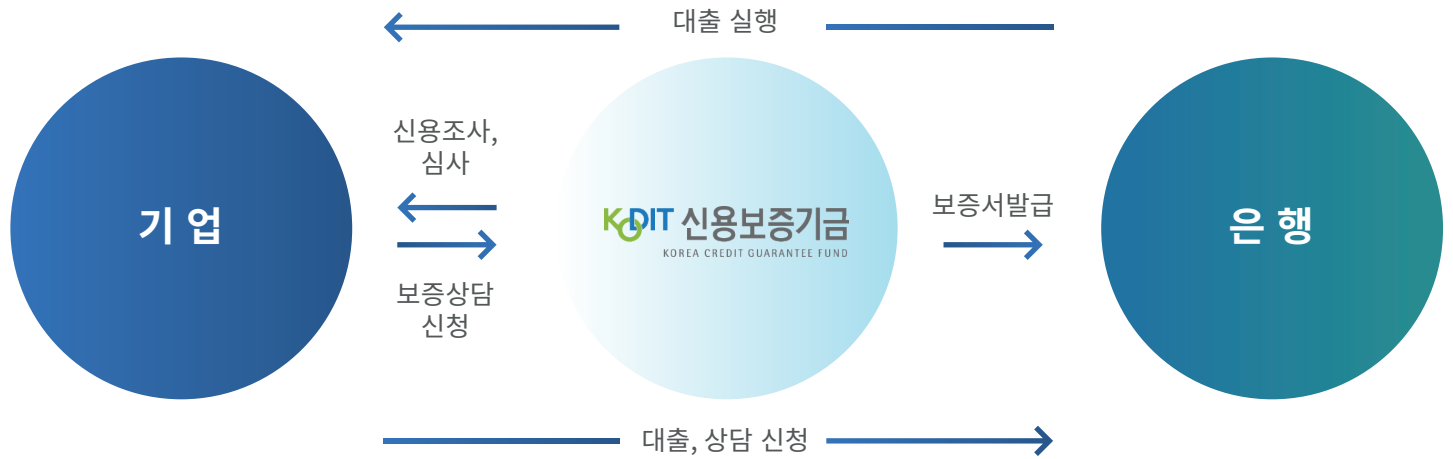 대출 실행
신용조사,
심사
기 업
KODIT 신용보증기금
KOREA CREDIT GUARANTEE FUND
보증서발급
은 행
보증상담
신청
대출, 상담 신청